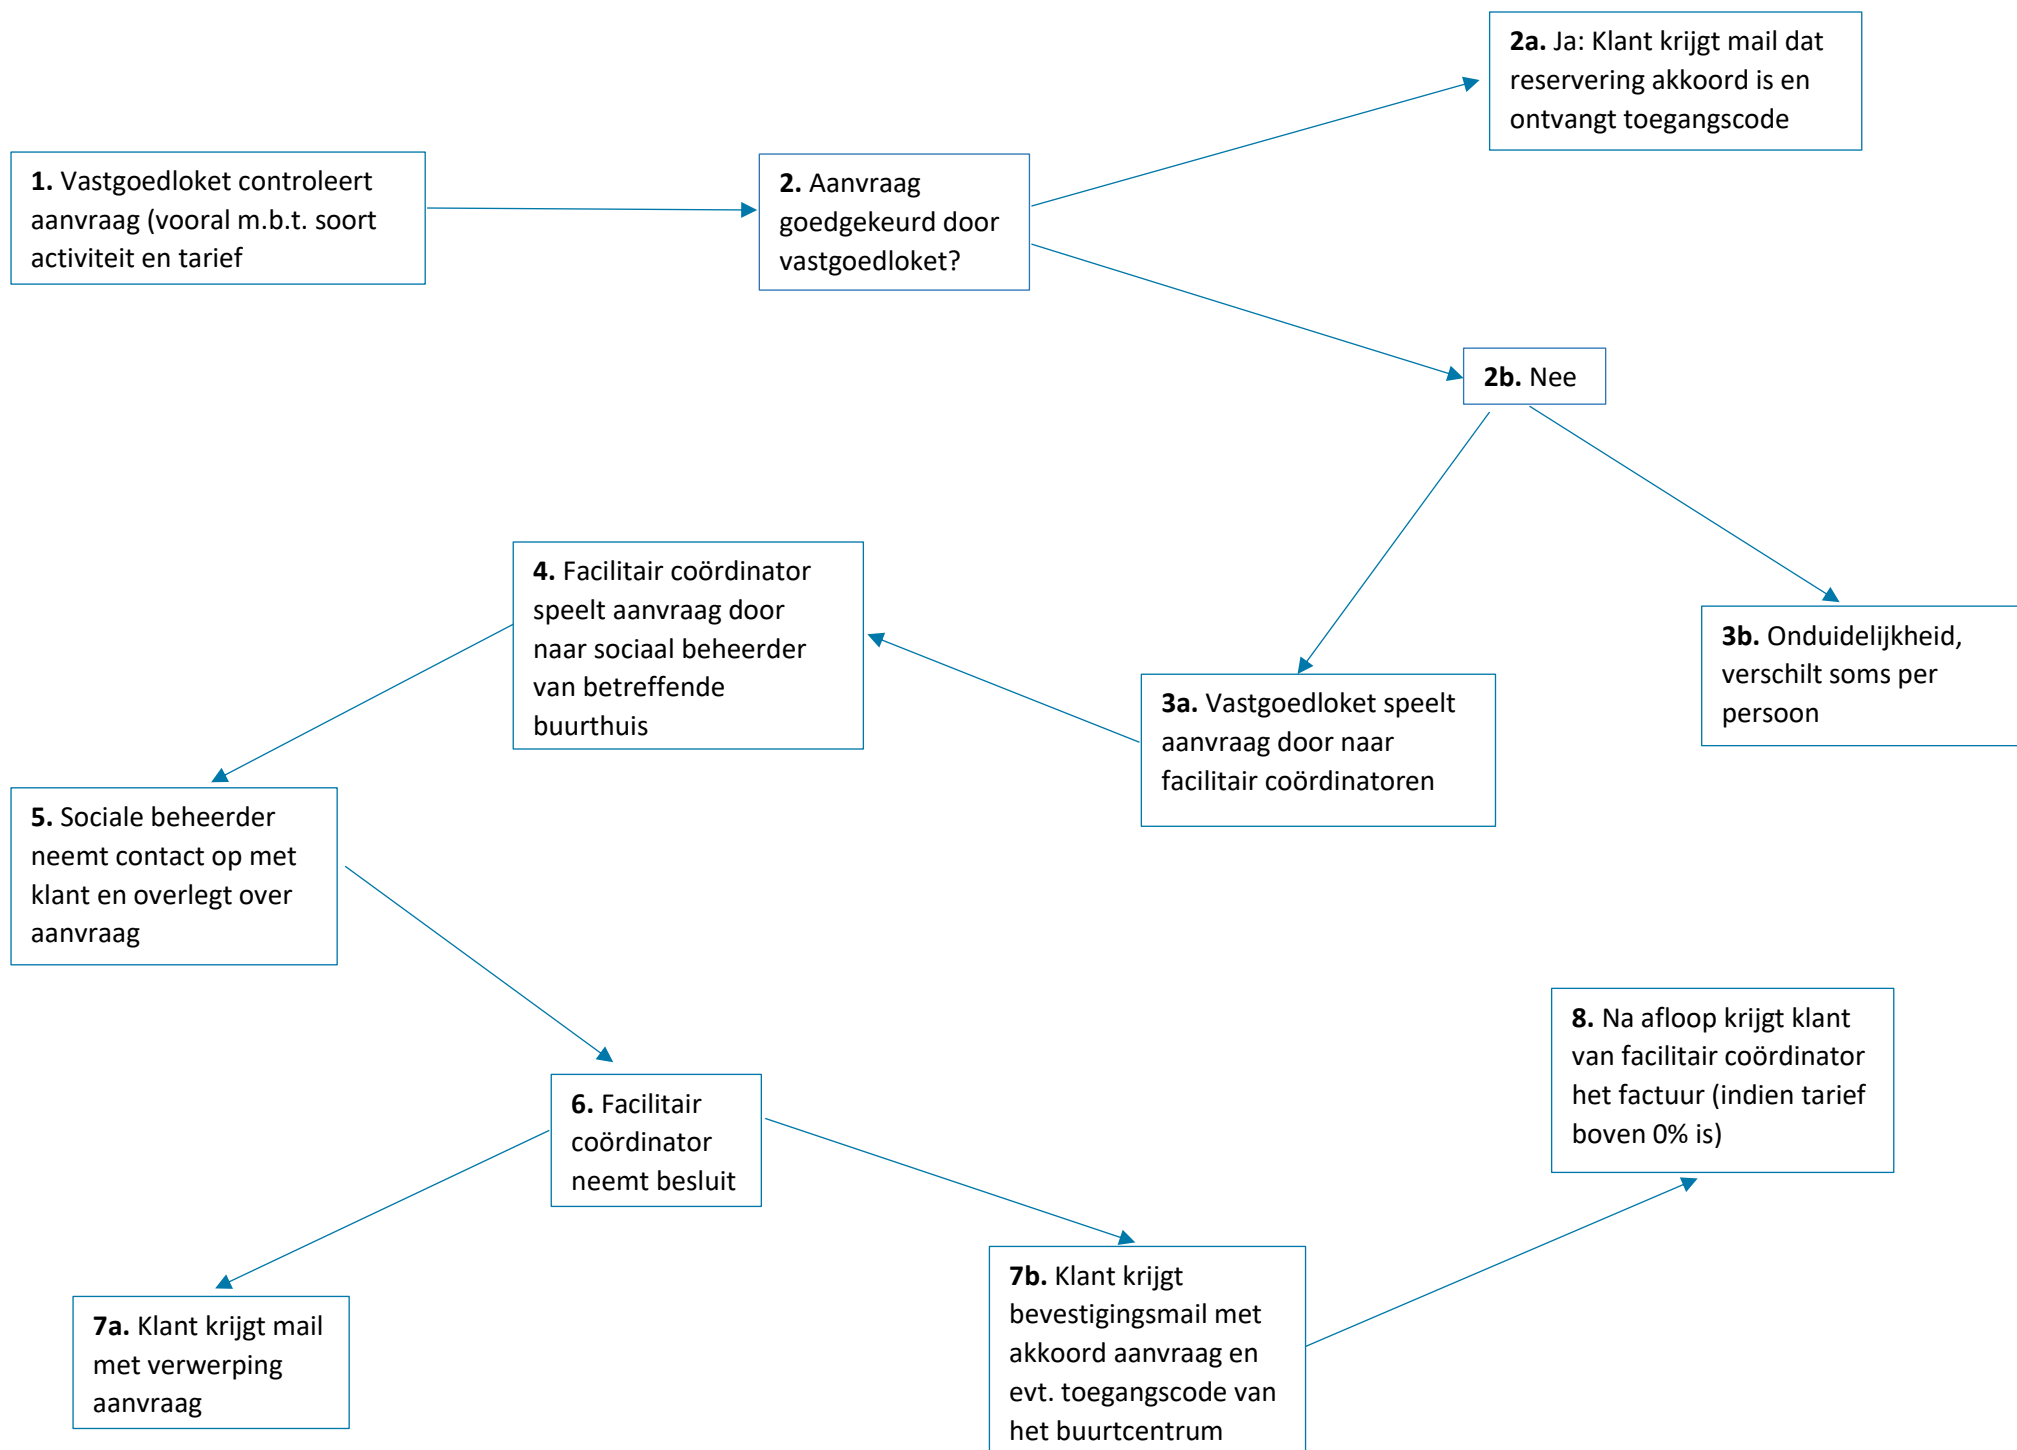 1. Vastgoedloket controleert
aanvraag (vooral m.b.t. soort
activiteit en tarief
2. Aanvraag
goedgekeurd door
vastgoedloket?
2a. Ja: Klant krijgt mail dat
reservering akkoord is en
ontvangt toegangscode
2b. Nee
3a. Vastgoedloket speelt
aanvraag door naar
facilitair coördinatoren
3b. Onduidelijkheid,
verschilt soms per
persoon
4. Facilitair coördinator
speelt aanvraag door
naar sociaal beheerder
van betreffende
buurthuis
5. Sociale beheerder
neemt contact op met
klant en overlegt over
aanvraag
6. Facilitair
coördinator
neemt besluit
7a. Klant krijgt mail
met verwerping
aanvraag
7b. Klant krijgt
bevestigingsmail met
akkoord aanvraag en
evt. toegangscode van
het buurtcentrum
8. Na afloop krijgt klant
van facilitair coördinator
het factuur (indien tarief
boven 0% is)